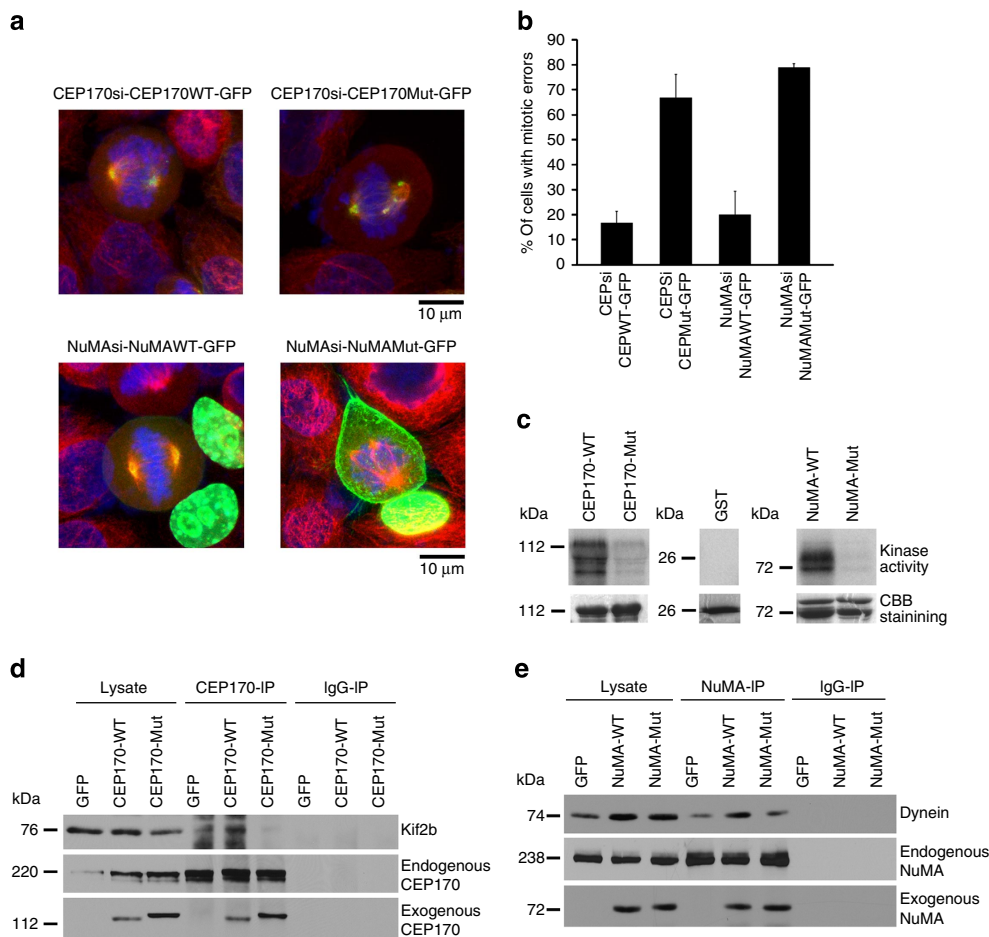 a
CEP170si-CEP170WT-GFP
CEP170si-CEP170Mut-GFP
10 μm
NuMAsi-NuMAWT-GFP
NuMAsi-NuMAMut-GFP
10 μm
b
% Of cells with mitotic errors
90
80
70
60
50
40
30
20
10
0
CEPsi
CEPWT-GFP
CEPSi
CEPMut-GFP
NuMAsi
NuMAWT-GFP
NuMAsi
NuMAMut-GFP
c
kDa
CEP170-WT
CEP170-Mut
kDa
GST
kDa
NuMA-WT
NuMA-Mut
112
26
72
Kinase
activity
112
26
72
CBB
stainining
d
Lysate
CEP170-IP
IgG-IP
kDa
GFP
CEP170-WT
CEP170-Mut
GFP
CEP170-WT
CEP170-Mut
GFP
CEP170-WT
CEP170-Mut
76
Kif2b
220
Endogenous
CEP170
112
Exogenous
CEP170
e
Lysate
NuMA-IP
IgG-IP
kDa
GFP
NuMA-WT
NuMA-Mut
GFP
NuMA-WT
NuMA-Mut
GFP
NuMA-WT
NuMA-Mut
74
Dynein
238
Endogenous
NuMA
72
Exogenous
NuMA